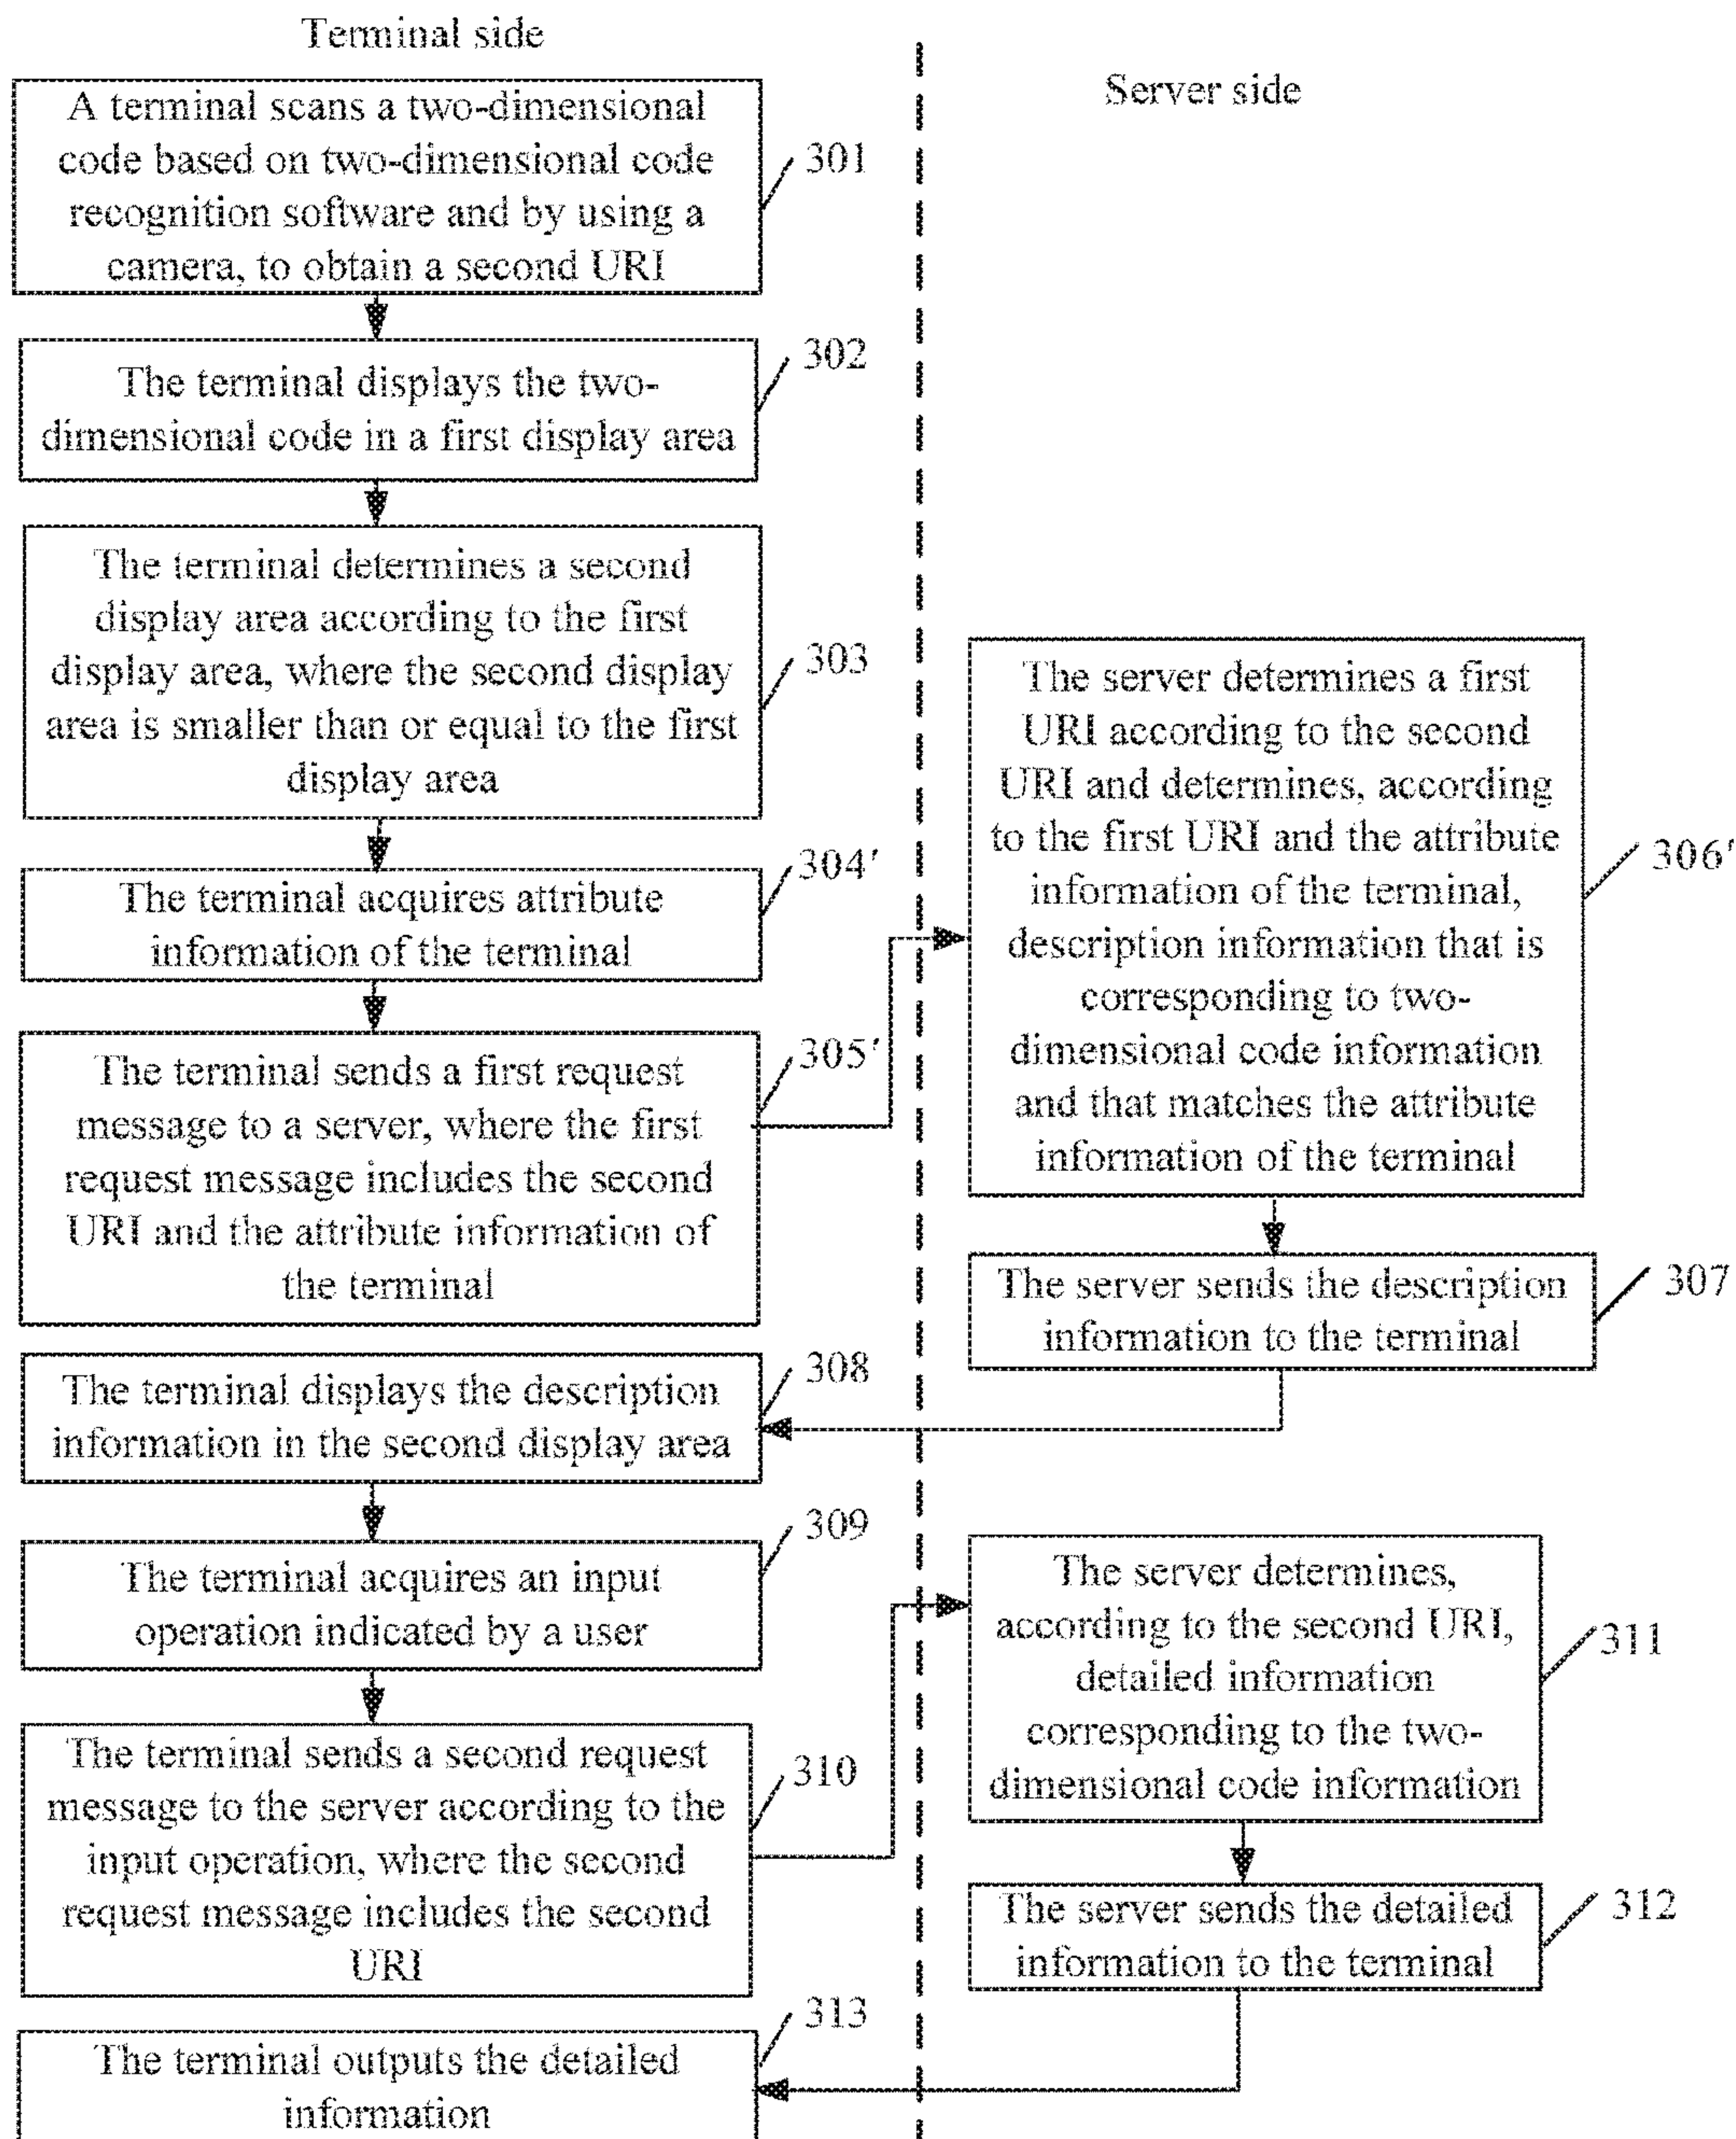 Terminal side
Server side
A terminal scans a two-dimensional
code based on two-dimensional code
recognition software and by using a
camera, to obtain a second URI
301
The terminal displays the two-
dimensional code in a first display area
302
The terminal determines a second
display area according to the first
display area, where the second display
area is smaller than or equal to the first
display area
303
The terminal acquires attribute
information of the terminal
304'
The terminal sends a first request
message to a server, where the first
request message includes the second
URI and the attribute information of
the terminal
305'
The server determines a first
URI according to the second
URI and determines, according
to the first URI and the attribute
information of the terminal,
description information that is
corresponding to two-
dimensional code information
and that matches the attribute
information of the terminal
306'
The server sends the description
information to the terminal
307
The terminal displays the description
information in the second display area
308
The terminal acquires an input
operation indicated by a user
309
The terminal sends a second request
message to the server according to the
input operation, where the second
request message includes the second
URI
310
The server determines,
according to the second URI,
detailed information
corresponding to the two-
dimensional code information
311
The server sends the detailed
information to the terminal
312
The terminal outputs the detailed
information
313